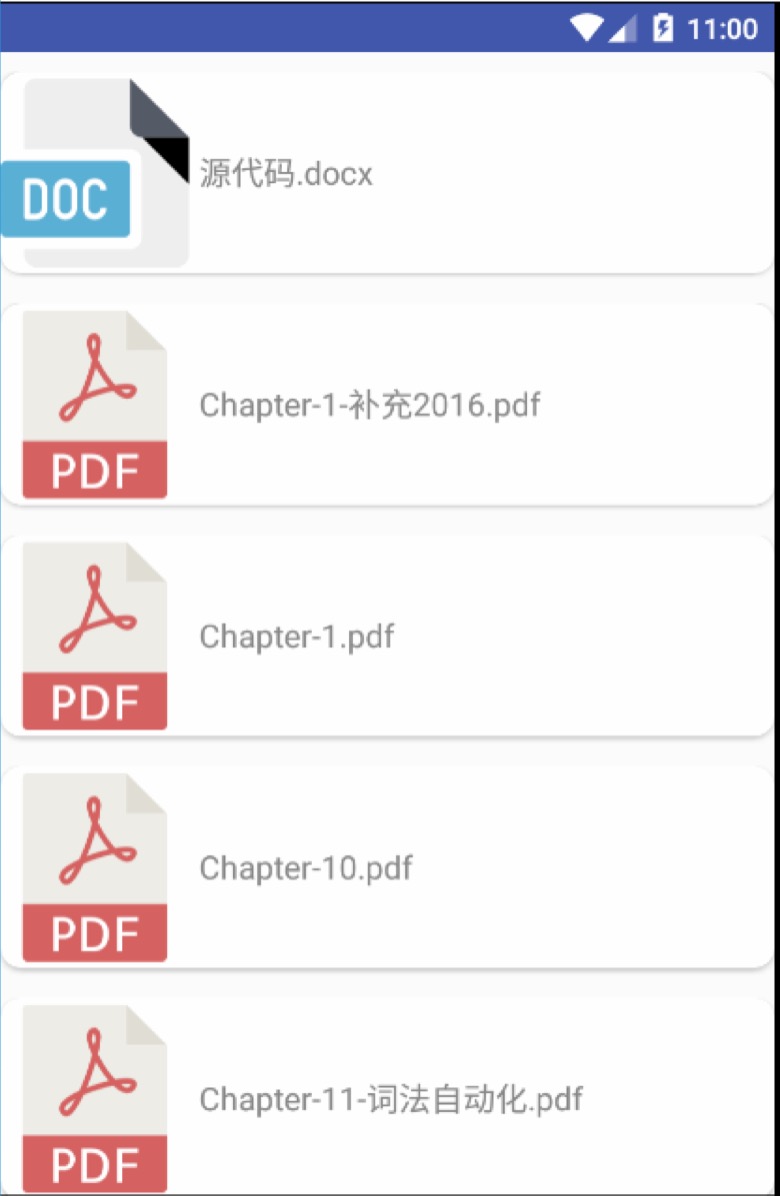 11:00
DOC
源代码.docx
Chapter-1-补充2016.pdf
PDF
Chapter-1.pdf
PDF
Chapter-10.pdf
PDF
Chapter-11-词法自动化.pdf
PDF